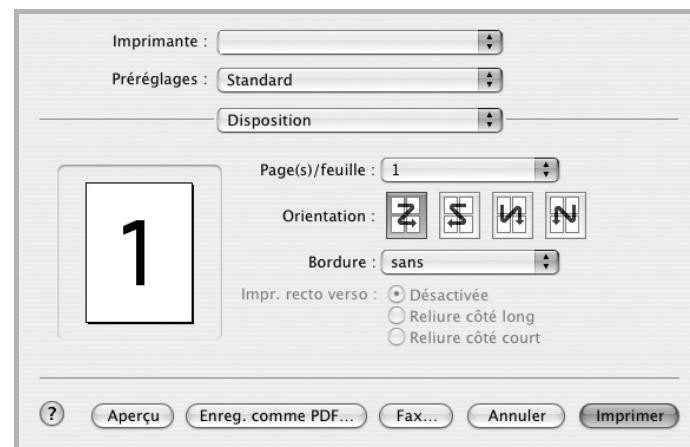 Imprimante :
Préréglages : Standard
Disposition
Page(s)/feuille : 1
1
Orientation :
Bordure : sans
Impr. recto verso : Désactivée
Reliure côté long
Reliure côté court
? Aperçu Enreg. comme PDF... Fax... Annuler Imprimer